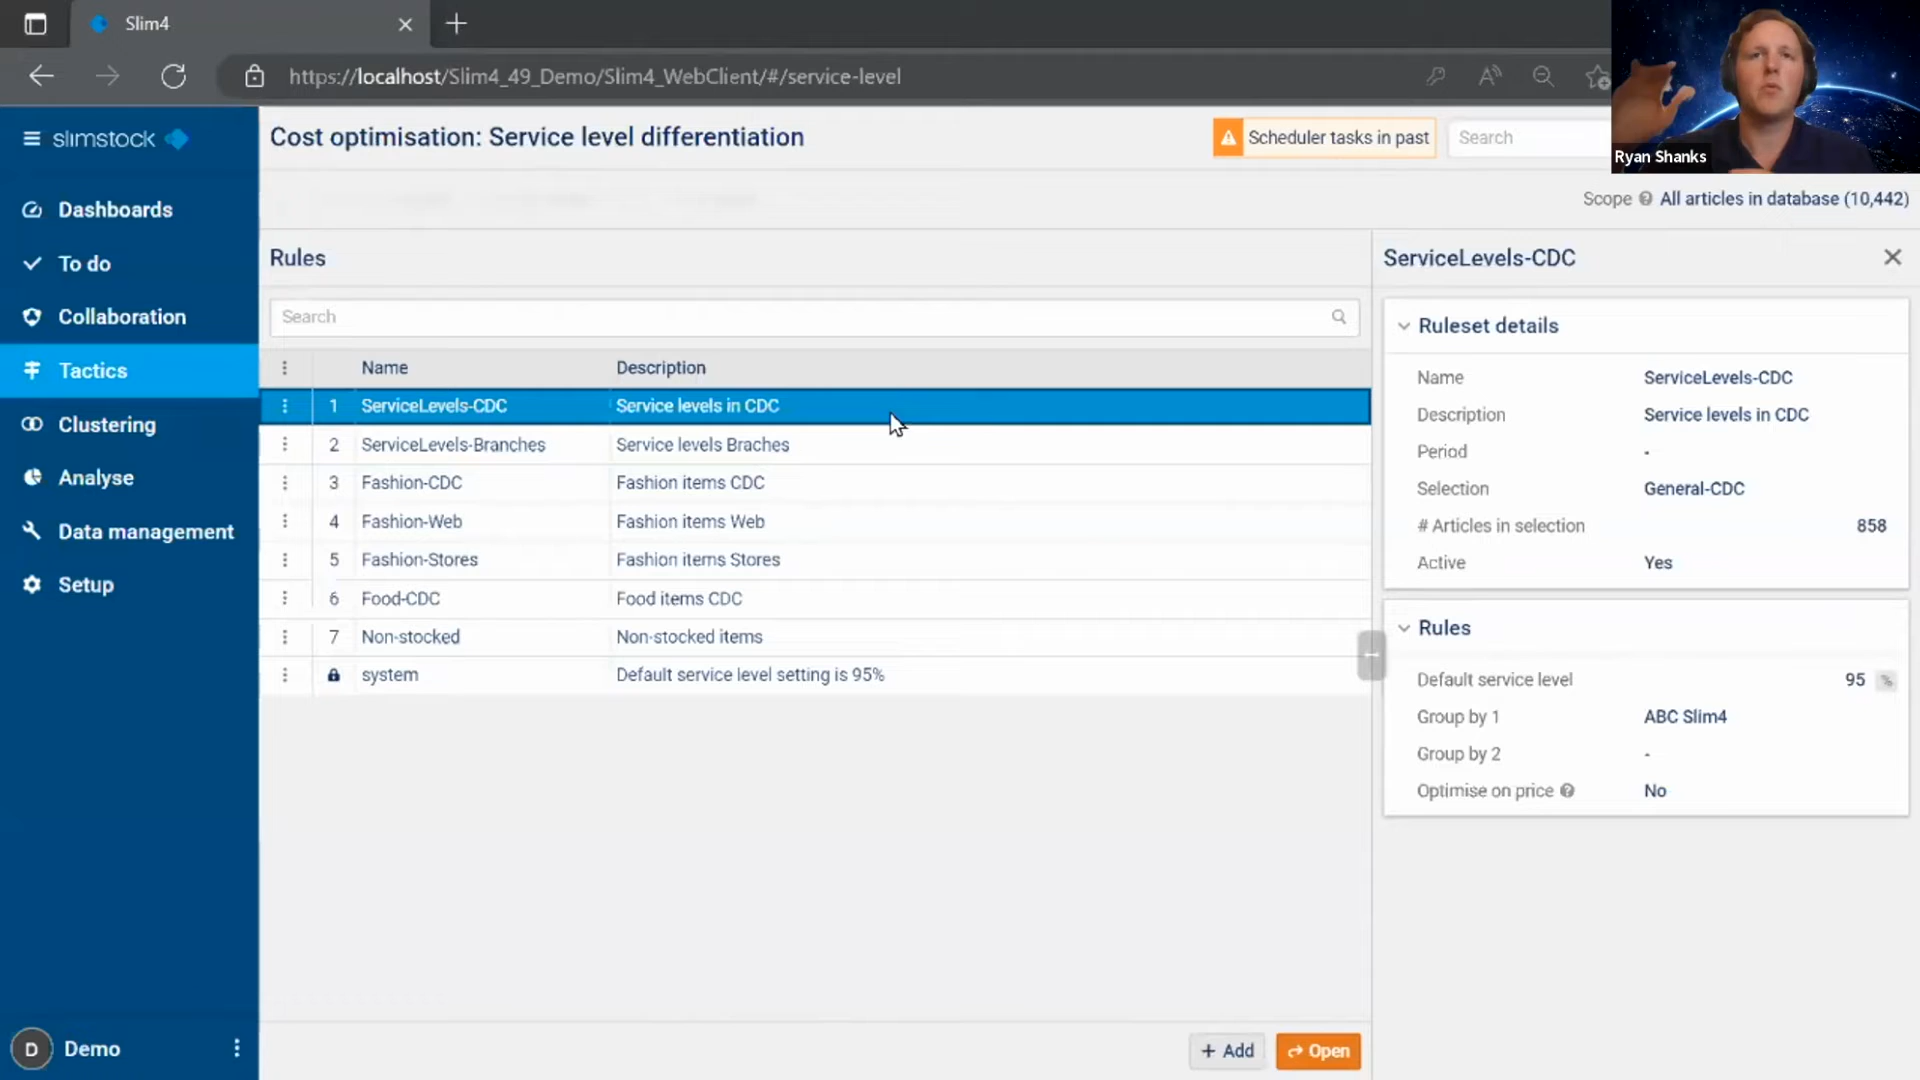 Slim4
https://localhost/Slim4_49_Demo/Slim4_WebClient/#/service-level
Ryan Shanks
slimstock
Cost optimisation: Service level differentiation
Scheduler tasks in past
Search
Scope All articles in database (10,442)
Dashboards
To do
Collaboration
Tactics
Clustering
Analyse
Data management
Setup
Rules
Search
Name Description
1 ServiceLevels-CDC Service levels in CDC
2 ServiceLevels-Branches Service levels Braches
3 Fashion-CDC Fashion items CDC
4 Fashion-Web Fashion items Web
5 Fashion-Stores Fashion items Stores
6 Food-CDC Food items CDC
7 Non-stocked Non-stocked items
system Default service level setting is 95%
ServiceLevels-CDC
Ruleset details
Name ServiceLevels-CDC
Description Service levels in CDC
Period -
Selection General-CDC
# Articles in selection 858
Active Yes
Rules
Default service level 95 %
Group by 1 ABC Slim4
Group by 2 -
Optimise on price No
D Demo
+ Add
Open